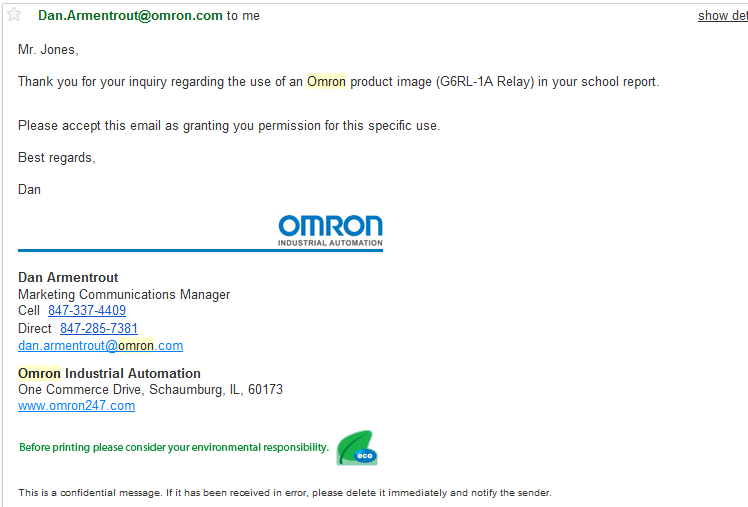 Dan.Armentrout@omron.com to me show det
Mr. Jones,
Thank you for your inquiry regarding the use of an Omron product image (G6RL-1A Relay) in your school report.
Please accept this email as granting you permission for this specific use.
Best regards,
Dan
OMRON
INDUSTRIAL AUTOMATION
Dan Armentrout
Marketing Communications Manager
Cell 847-337-4409
Direct 847-285-7381
dan.armentrout@omron.com
Omron Industrial Automation
One Commerce Drive, Schaumburg, IL, 60173
www.omron247.com
Before printing please consider your environmental responsibility. eco
This is a confidential message. If it has been received in error, please delete it immediately and notify the sender.